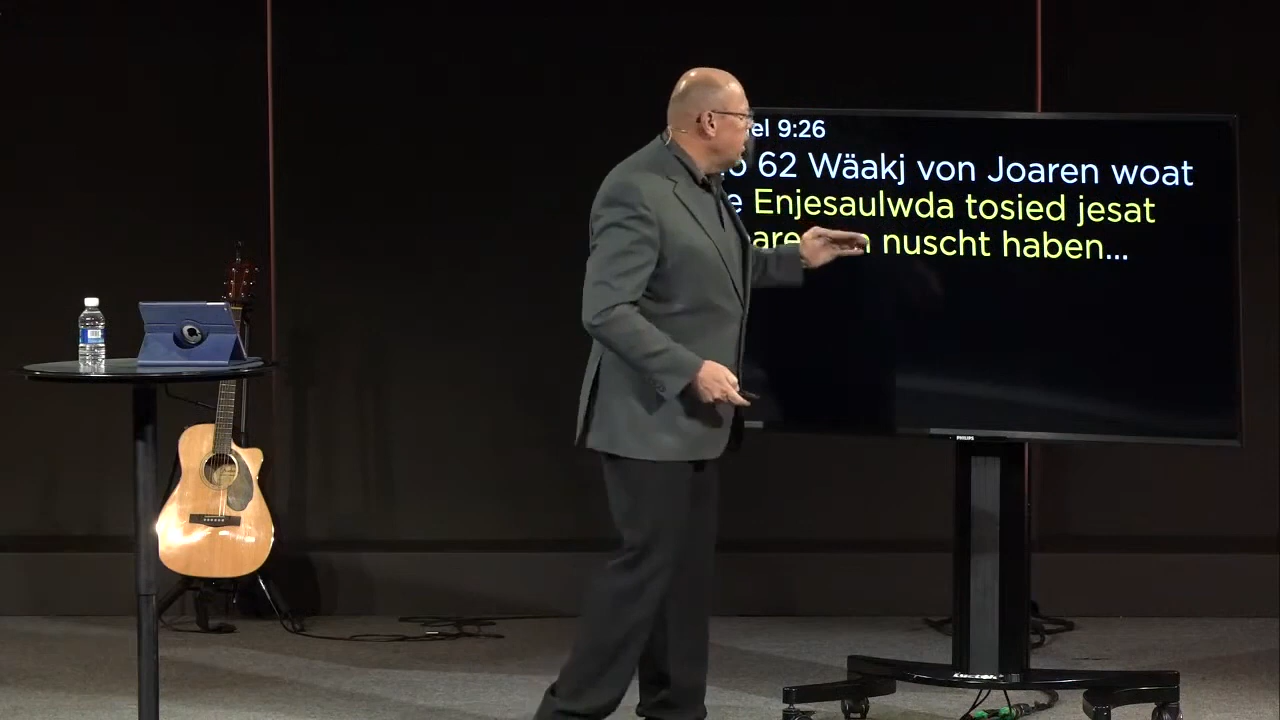 9:26
62 Wäakj von Joaren woat
Enjesaulwda tosied jesat
nuscht haben...
PHILIPS